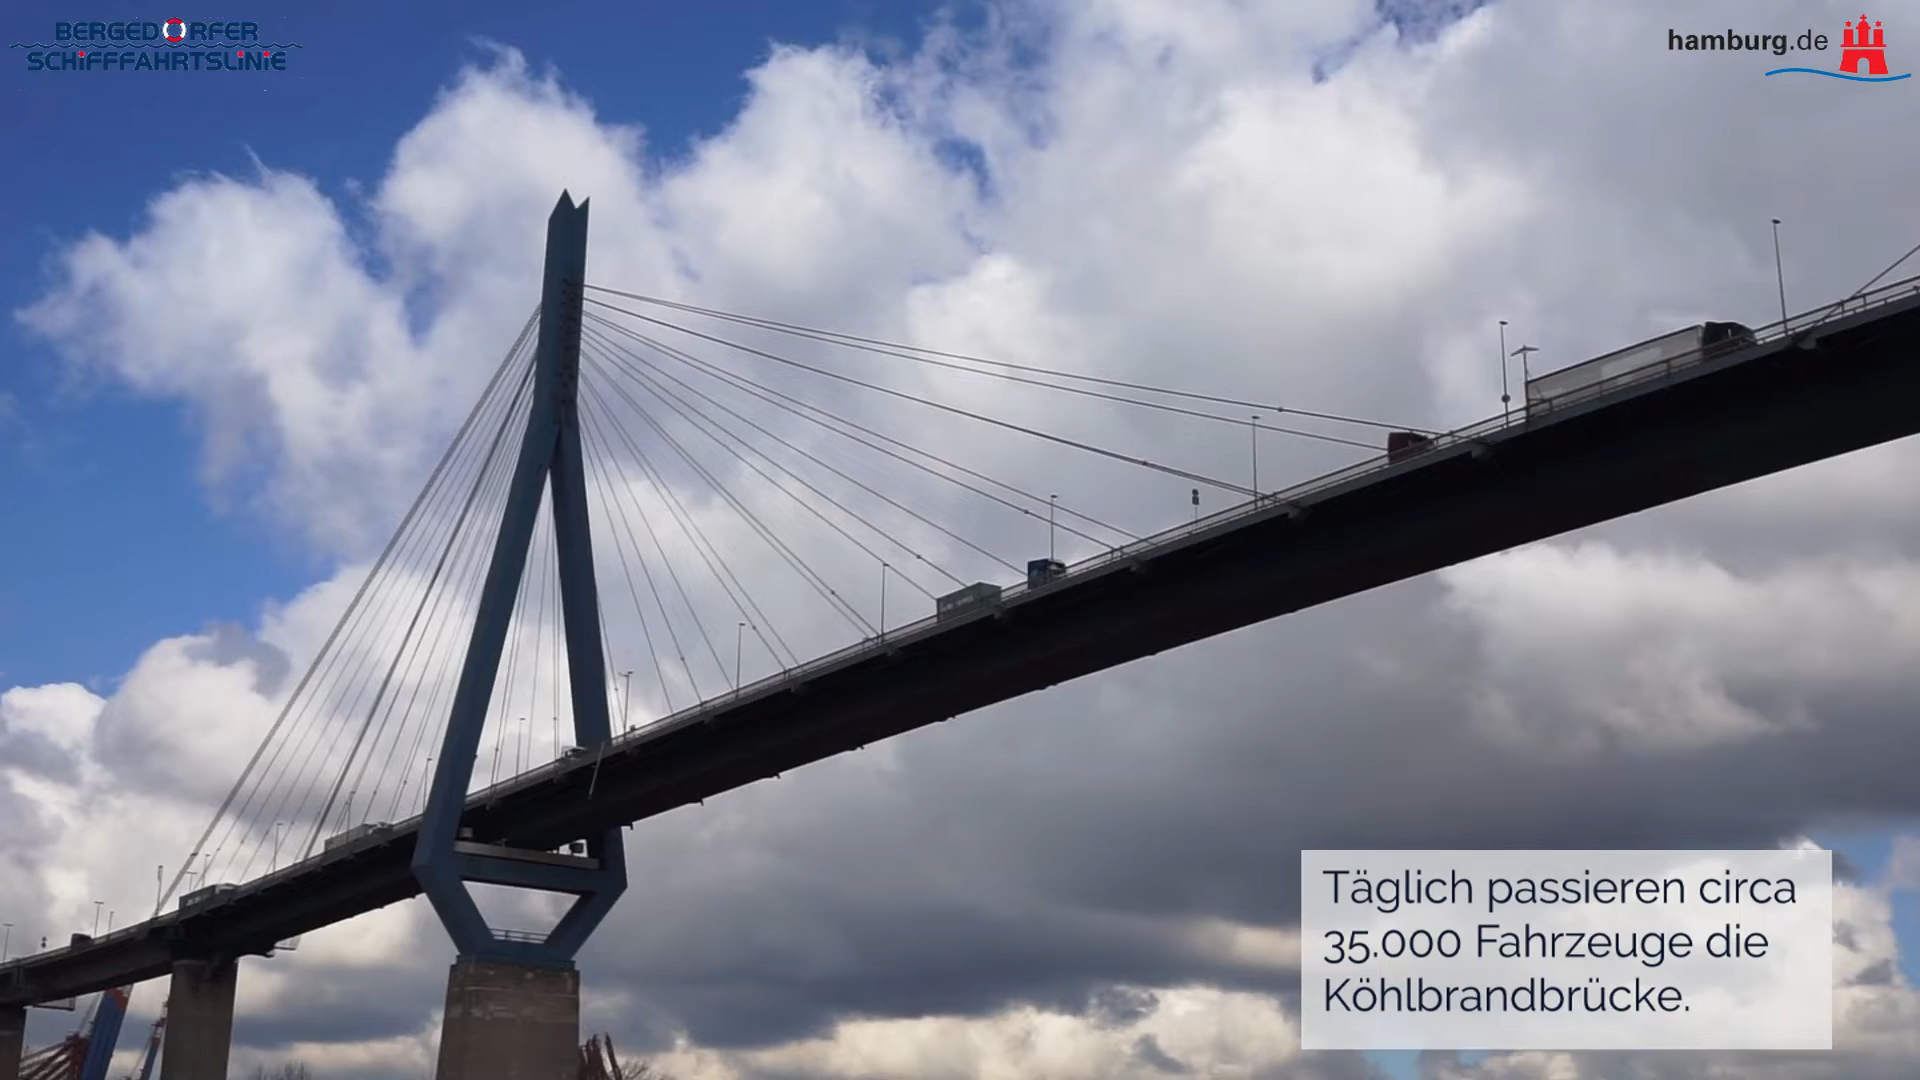 BERGEDORFER
SCHIFFFAHRTSLINIE
hamburg.de
Täglich passieren circa
35.000 Fahrzeuge die
Köhlbrandbrücke.